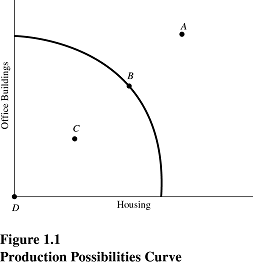 A
B
Office Buildings
C
D
Housing
Figure 1.1
Production Possibilities Curve